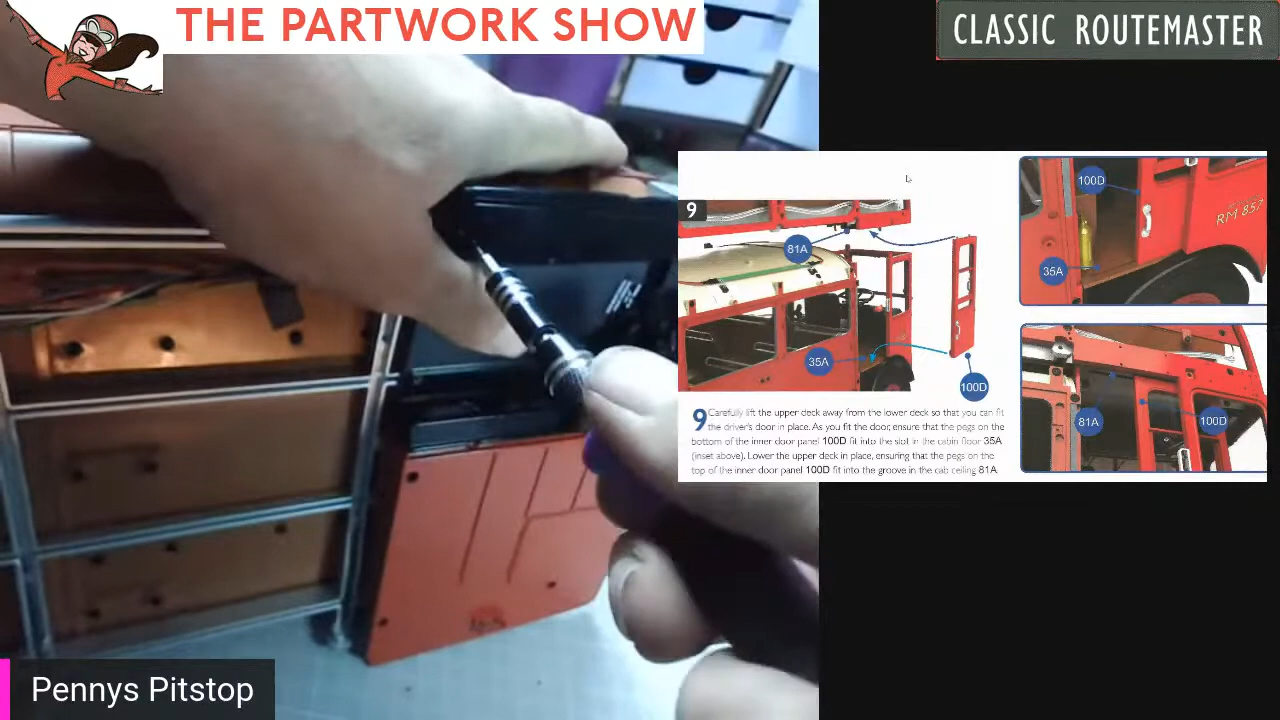 THE PARTWORK SHOW
CLASSIC ROUTEMASTER
9
81A
35A
100D
100D
RM 857
35A
81A
100D
9 Carefully lift the upper deck away from the lower deck so that you can fit
the driver's door in place. As you fit the door, ensure that the pegs on the
bottom of the inner door panel 100D fit into the slot in the cabin floor 35A
(inset above). Lower the upper deck in place, ensuring that the pegs on the
top of the inner door panel 100D fit into the groove in the cab ceiling 81A.
Pennys Pitstop